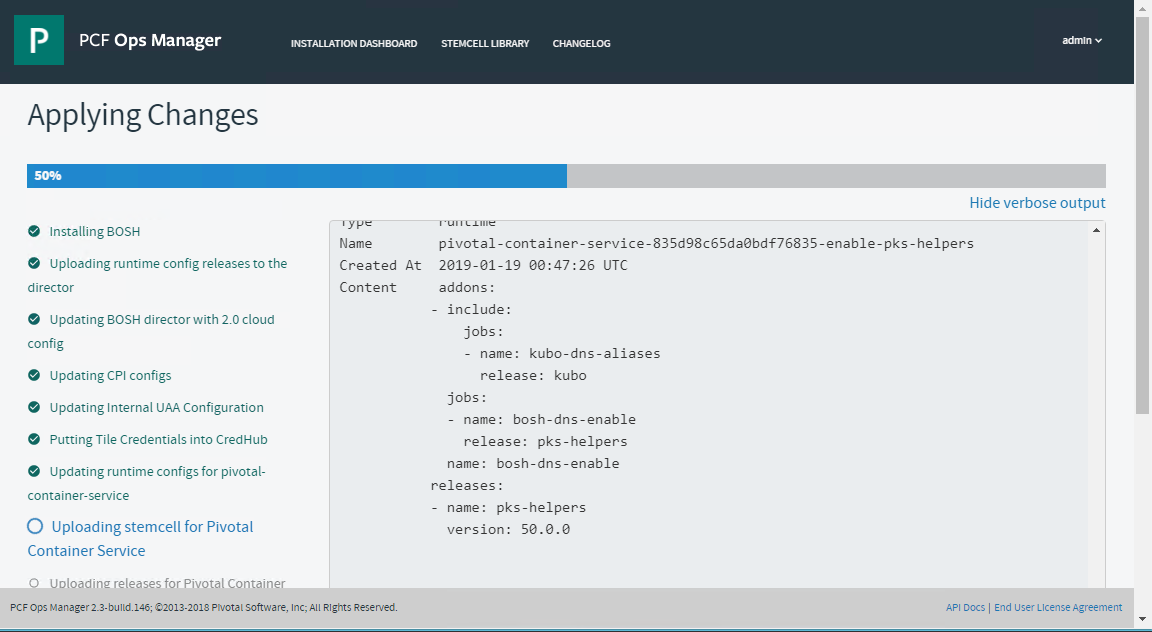 P PCF Ops Manager INSTALLATION DASHBOARD STEMCELL LIBRARY CHANGELOG admin
Applying Changes
50%
Hide verbose output
Installing BOSH
Uploading runtime config releases to the
director
Updating BOSH director with 2.0 cloud
config
Updating CPI configs
Updating Internal UAA Configuration
Putting Tile Credentials into CredHub
Updating runtime configs for pivotal-
container-service
Uploading stemcell for Pivotal
Container Service
Uploading releases for Pivotal Container
Type runtime
Name pivotal-container-service-835d98c65da0bdf76835-enable-pks-helpers
Created At 2019-01-19 00:47:26 UTC
Content addons:
- include:
jobs:
- name: kubo-dns-aliases
release: kubo
jobs:
- name: bosh-dns-enable
release: pks-helpers
name: bosh-dns-enable
releases:
- name: pks-helpers
version: 50.0.0
PCF Ops Manager 2.3-build.146; ©2013-2018 Pivotal Software, Inc; All Rights Reserved. API Docs | End User License Agreement